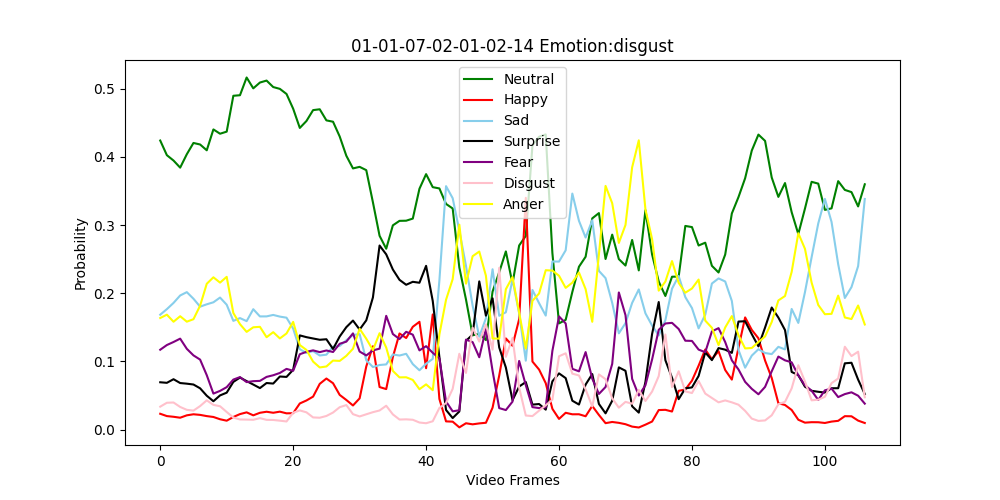 01-01-07-02-01-02-14 Emotion:disgust
Neutral
Happy
Sad
Surprise
Fear
Disgust
Anger
Probability
0.5
0.4
0.3
0.2
0.1
0.0
0 20 40 60 80 100
Video Frames